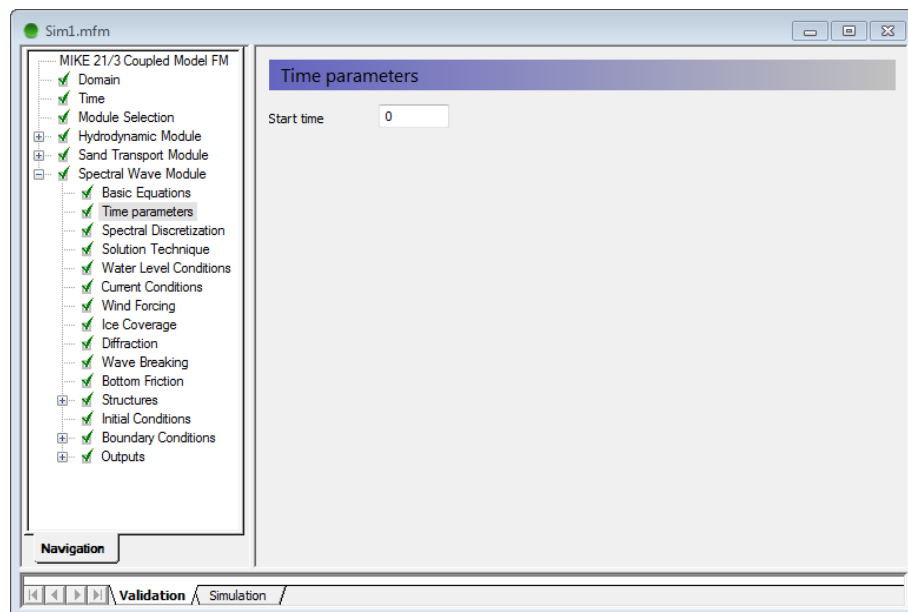 Sim1.mfm
MIKE 21/3 Coupled Model FM
Domain
Time
Module Selection
Hydrodynamic Module
Sand Transport Module
Spectral Wave Module
Basic Equations
Time parameters
Spectral Discretization
Solution Technique
Water Level Conditions
Current Conditions
Wind Forcing
Ice Coverage
Diffraction
Wave Breaking
Bottom Friction
Structures
Initial Conditions
Boundary Conditions
Outputs
Navigation
Time parameters
Start time 0
Validation Simulation